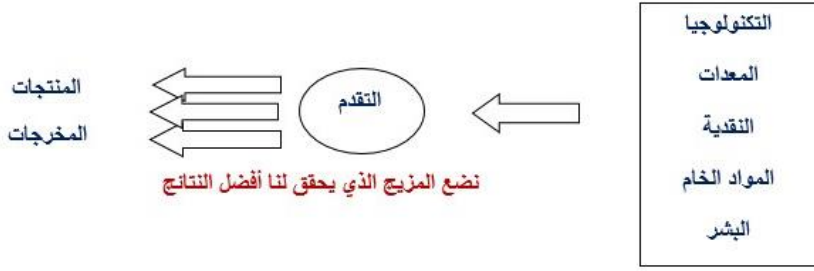 التكنولوجيا
المعدات
النقدية
المواد الخام
البشر
التقدم
المنتجات
المخرجات
نضع المزيج الذي يحقق لنا أفضل النتائج